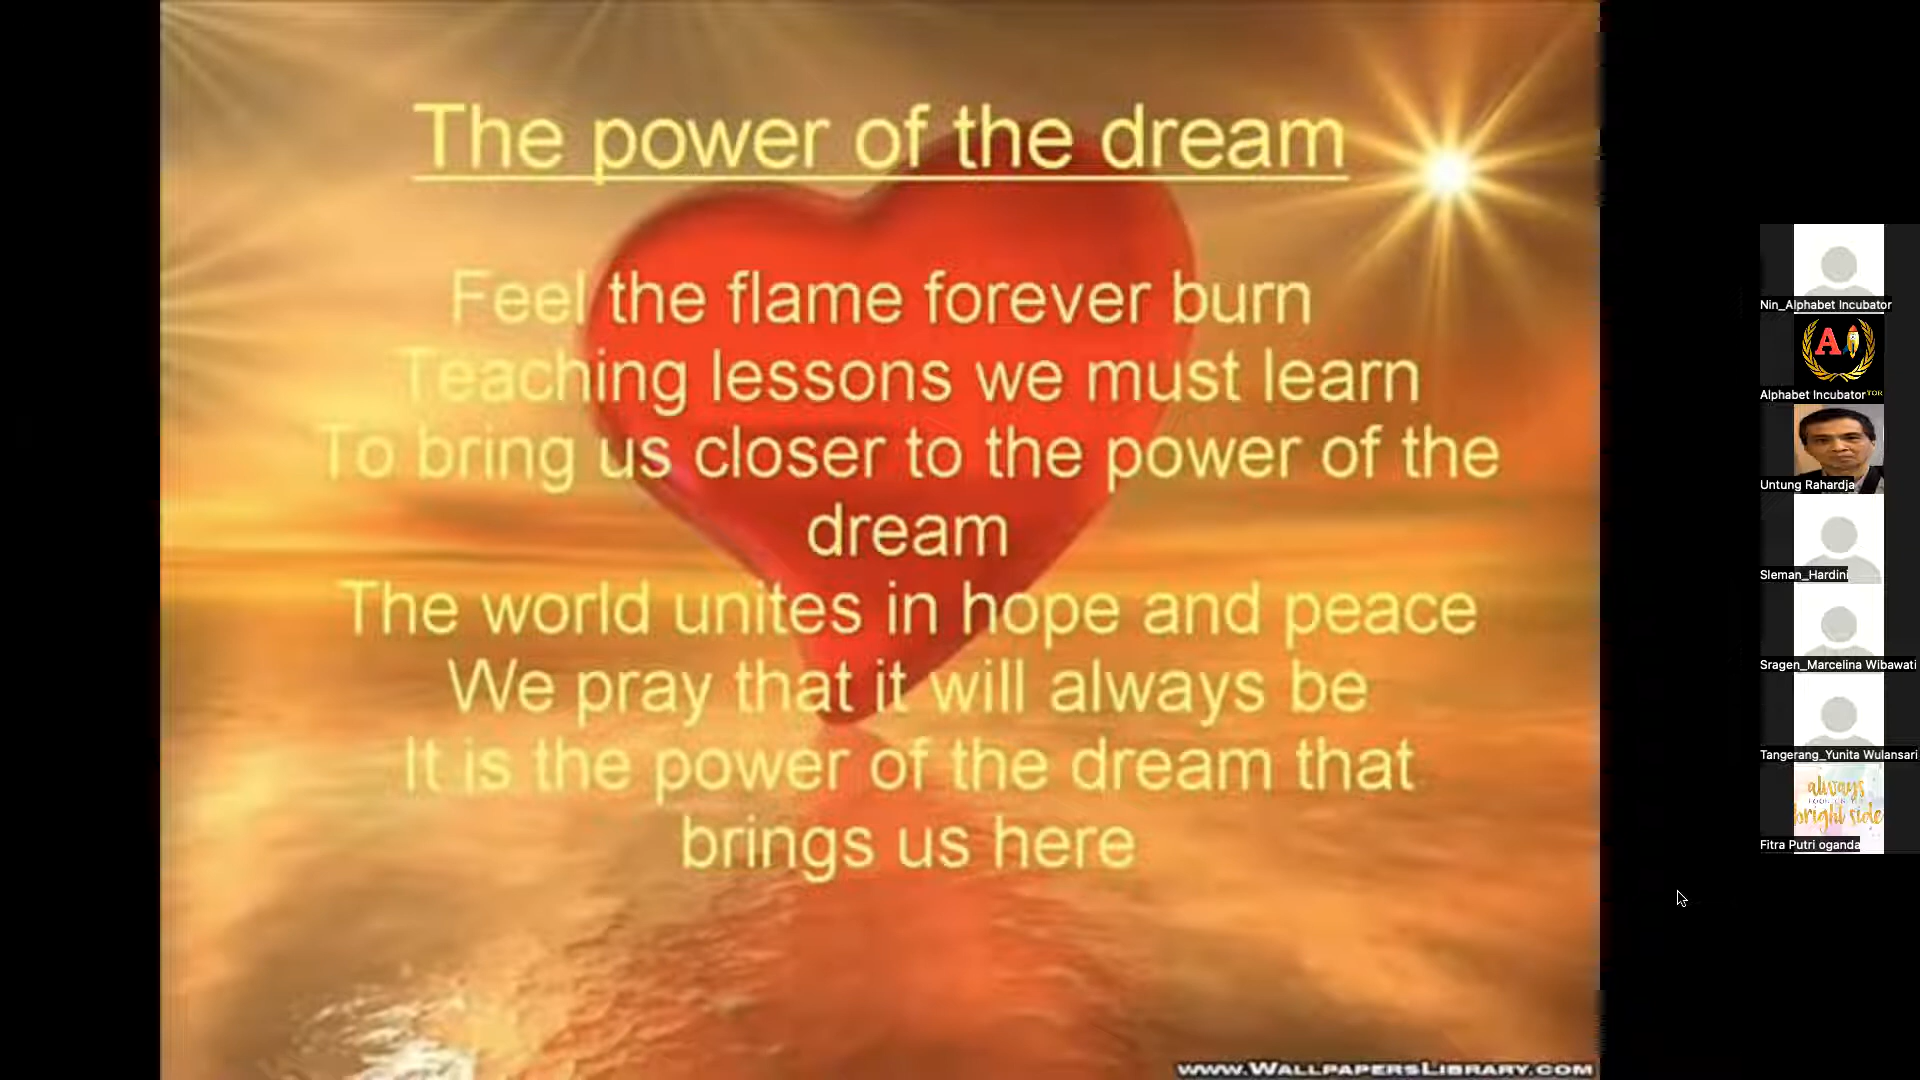 The power of the dream
Feel the flame forever burn
Teaching lessons we must learn
To bring us closer to the power of the
dream
The world unites in hope and peace
We pray that it will always be
It is the power of the dream that
brings us here
www.WallpapersLibrary.com
Nin_Alphabet Incubator
A
Alphabet Incubator TOR
Untung Rahardja
Sleman_Hardini
Sragen_Marcelina Wibawati
Tangerang_Yunita Wulansari
always
bright side
Fitra Putri oganda